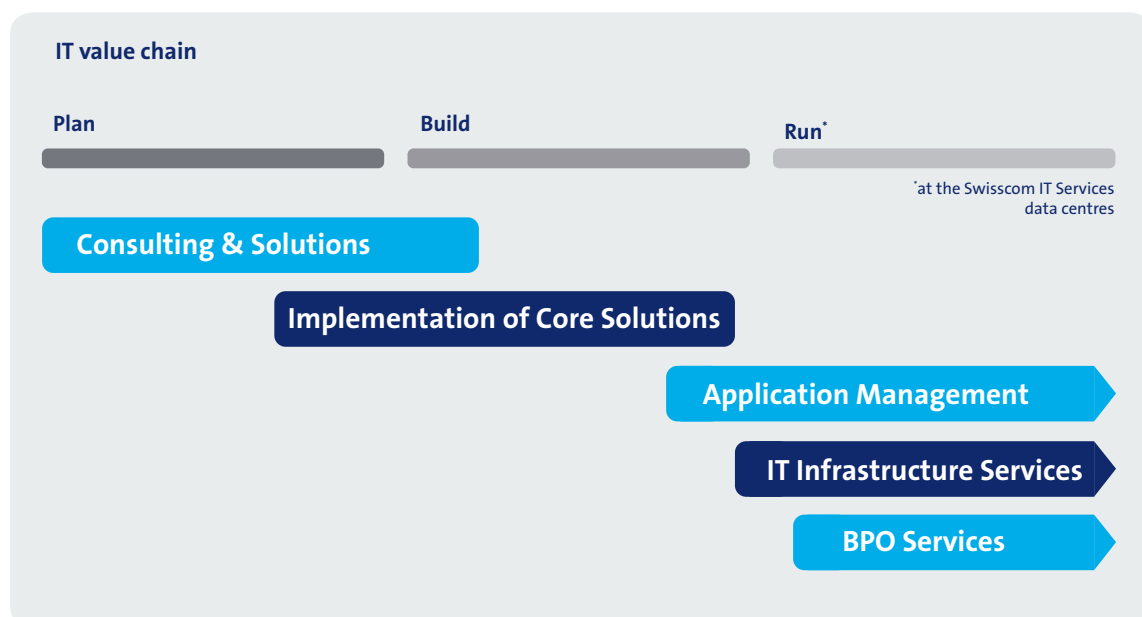 IT value chain
Plan
Build
Run*
*at the Swisscom IT Services
data centres
Consulting & Solutions
Implementation of Core Solutions
Application Management
IT Infrastructure Services
BPO Services